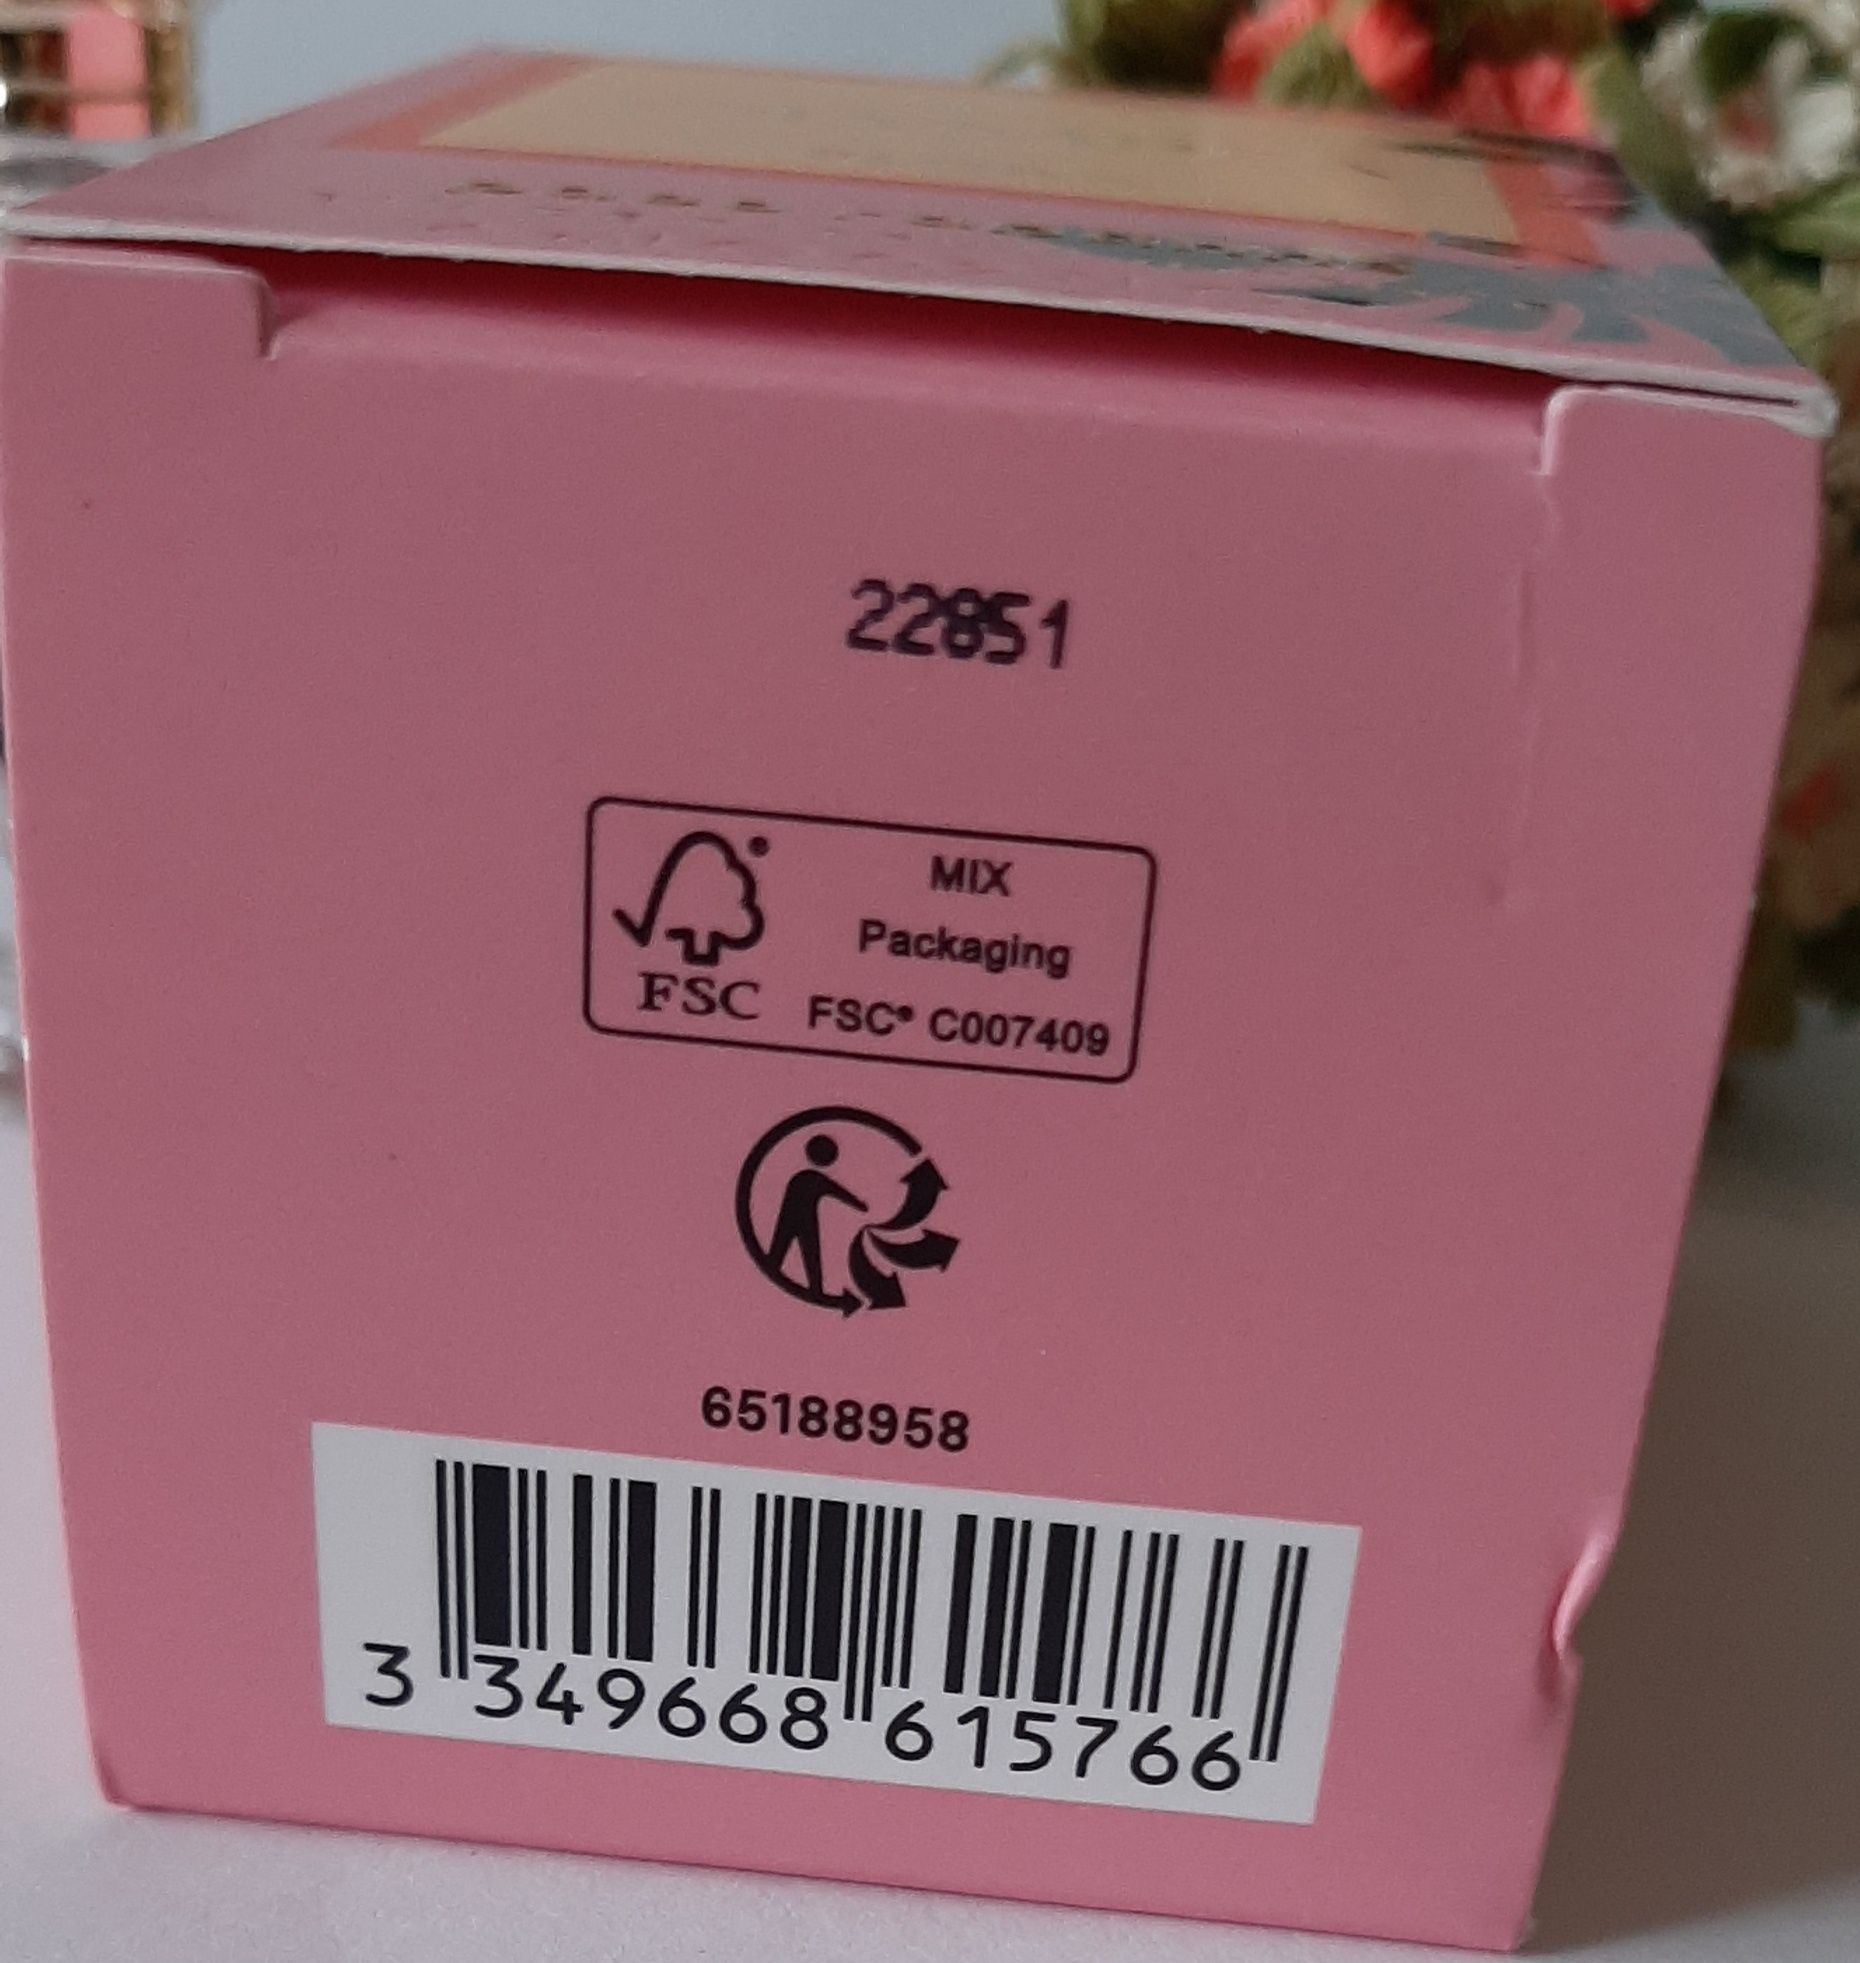 22851
MIX
Packaging
FSC
FSC® C007409
65188958
3 349668 615766